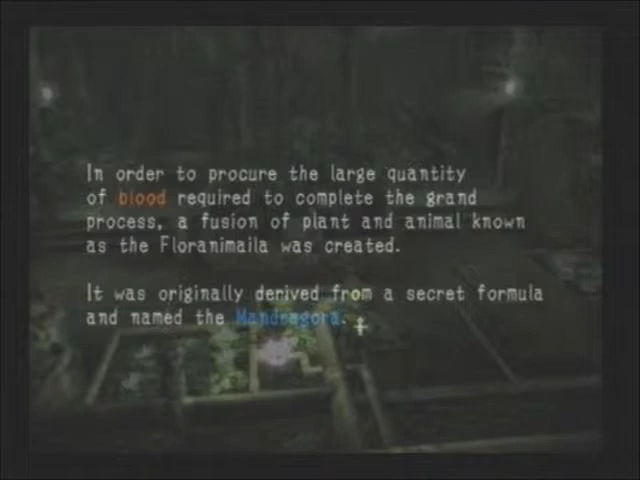 In order to procure the large quantity
of blood required to complete the grand
process, a fusion of plant and animal known
as the Floranimaila was created.
It was originally derived from a secret formula
and named the Mandragora.